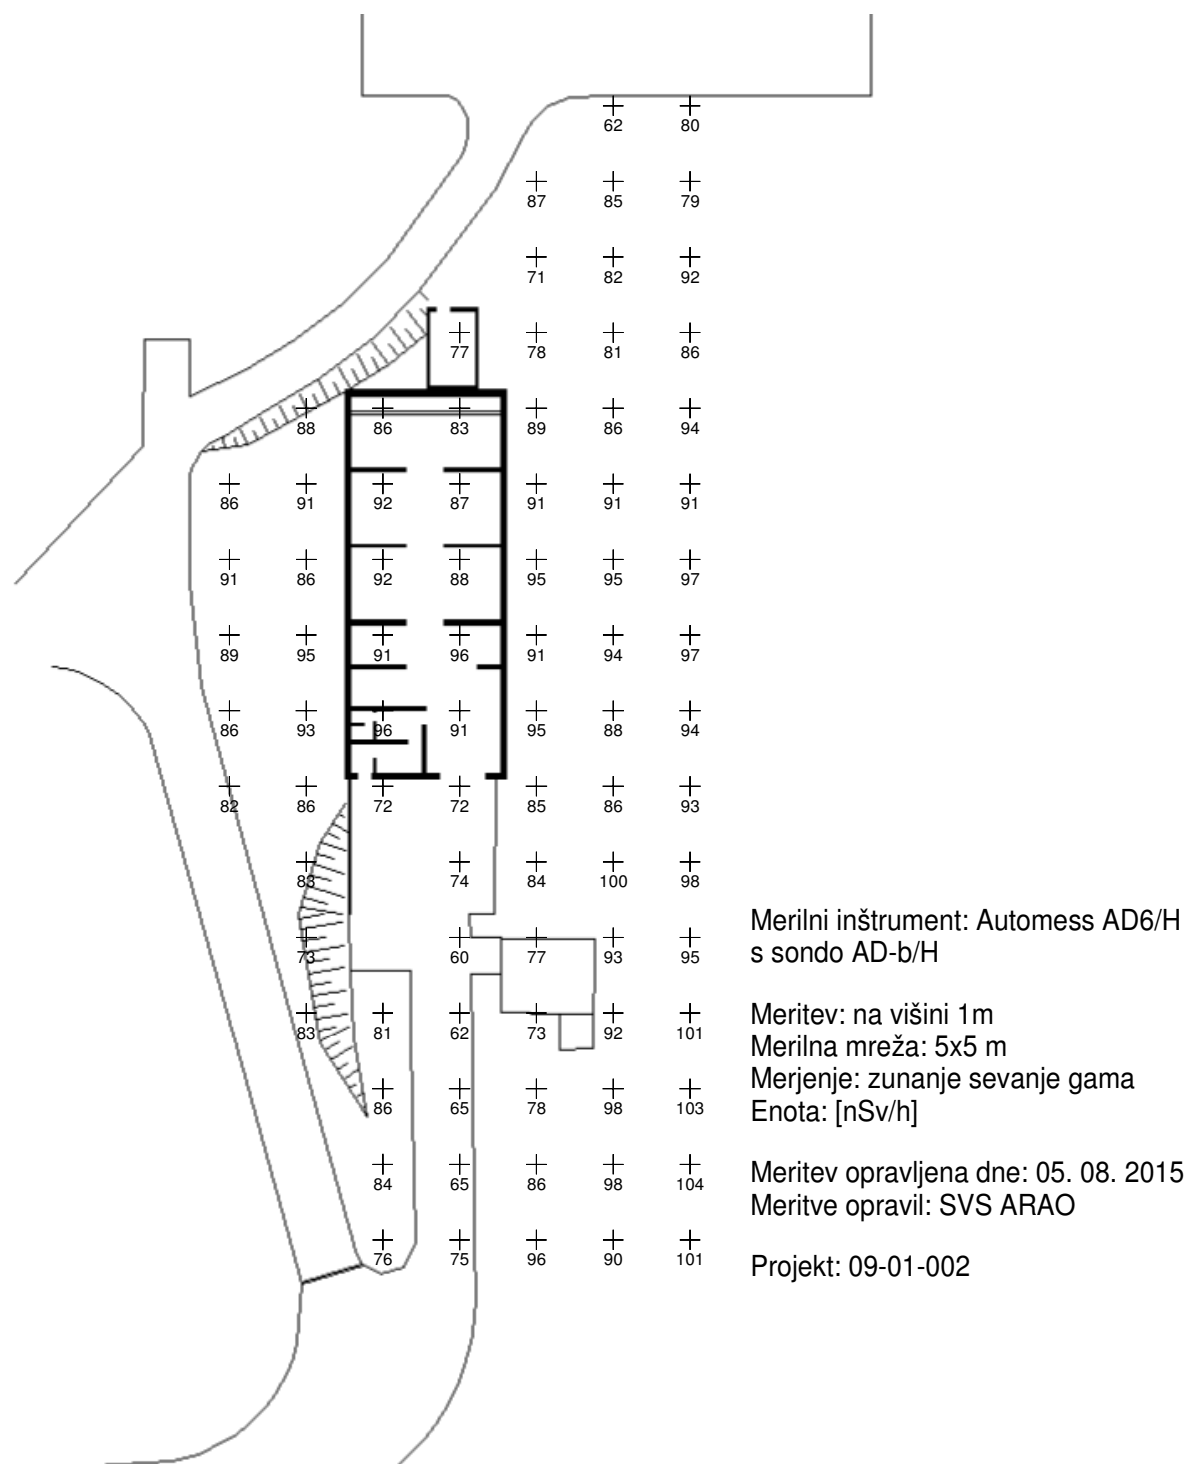 62 80
87 85 79
71 82 92
77 78 81 86
88 86 83 89 86 94
86 91 92 87 91 91 91
91 86 92 88 95 95 97
89 95 91 96 91 94 97
86 93 96 91 95 88 94
82 86 72 72 85 86 93
83 74 84 100 98
73 60 77 93 95
83 81 62 73 92 101
86 65 78 98 103
84 65 86 98 104
76 75 96 90 101
Merilni inštrument: Automess AD6/H
s sondo AD-b/H
Meritev: na višini 1m
Merilna mreža: 5x5 m
Merjenje: zunanje sevanje gama
Enota: [nSv/h]
Meritev opravljena dne: 05. 08. 2015
Meritve opravil: SVS ARAO
Projekt: 09-01-002